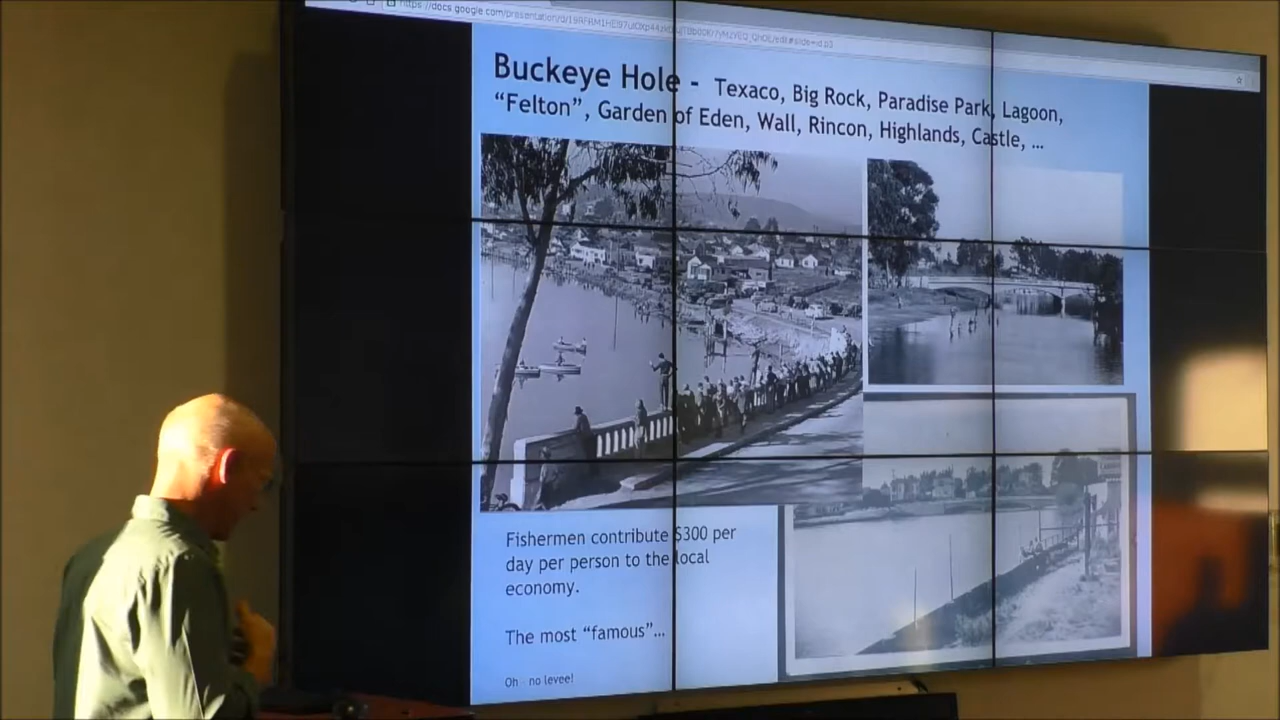 Buckeye Hole - Texaco, Big Rock, Paradise Park, Lagoon,
"Felton", Garden of Eden, Wall, Rincon, Highlands, Castle, ...
Fishermen contribute $300 per
day per person to the local
economy.
The most "famous"...
Oh no levee!